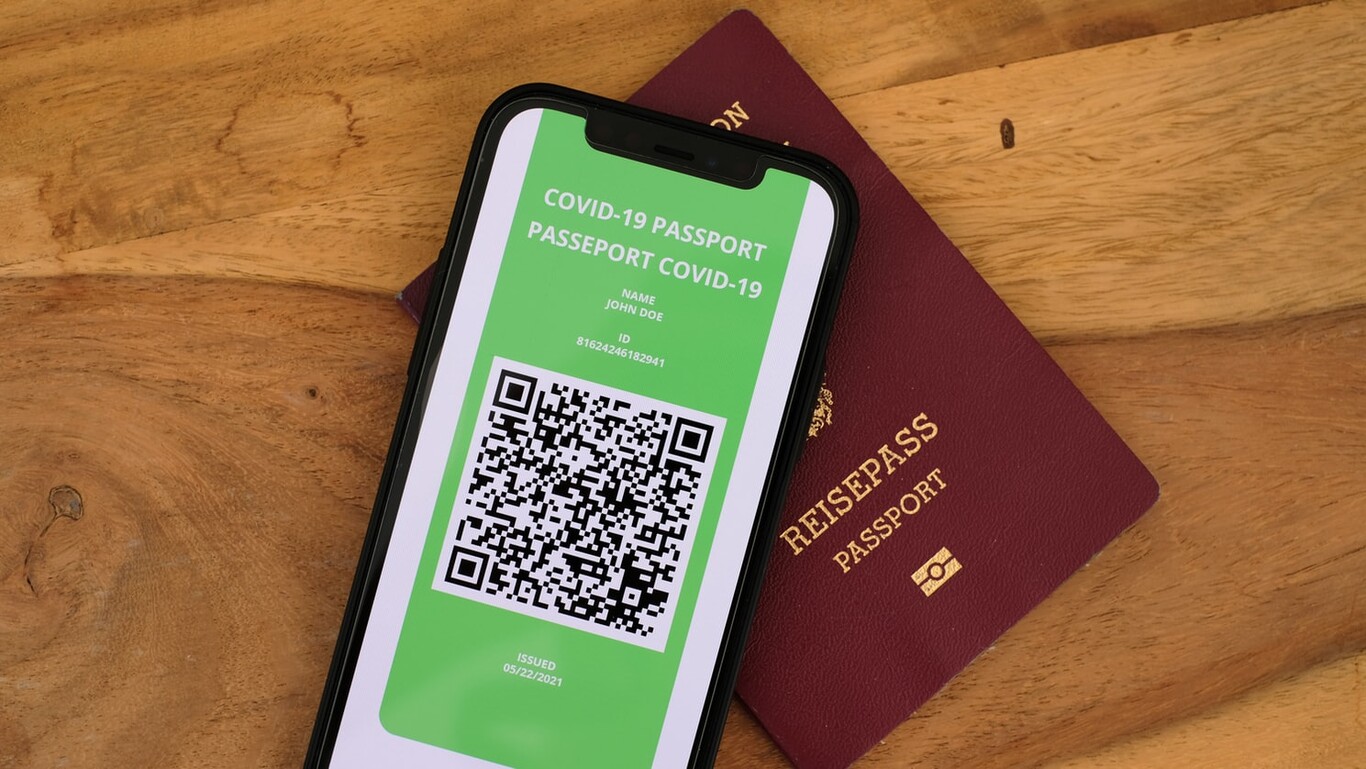 COVID-19 PASSPORT
PASSEPORT COVID-19
NAME
JOHN DOE
ID
81624246182941
ISSUED
05/22/2021
REISEPASS
PASSPORT